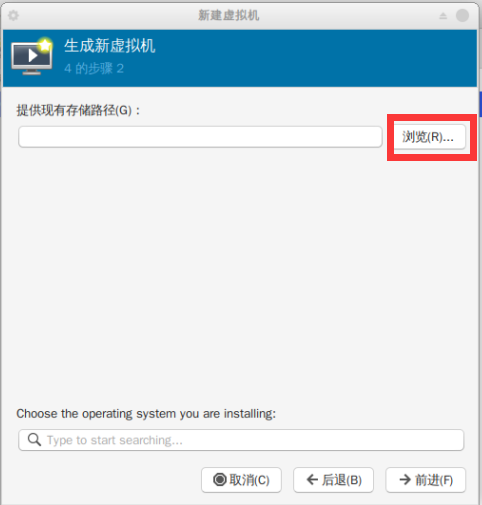 新建虚拟机
生成新虚拟机
4 的步骤 2
提供现有存储路径(G)：
浏览(R)...
Choose the operating system you are installing:
Type to start searching...
取消(C) 后退(B) 前进(F)